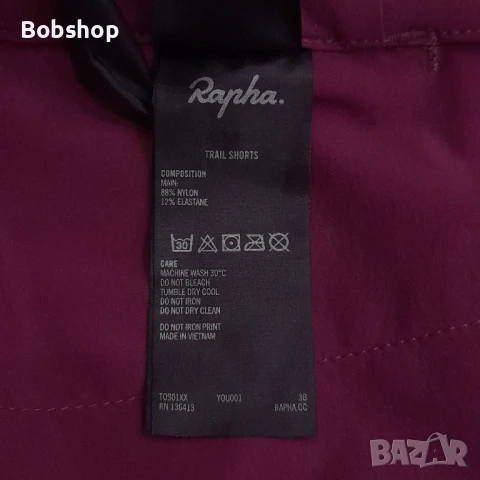 Bobshop
Rapha.
TRAIL SHORTS
COMPOSITION
MAIN:
88% NYLON
12% ELASTANE
30
CARE
MACHINE WASH 30°C
DO NOT BLEACH
TUMBLE DRY COOL
DO NOT IRON
DO NOT DRY CLEAN
DO NOT IRON PRINT
MADE IN VIETNAM
TOS01XX YOU001 3B
RN 136413 RAPHA.CC
BAZAR
.bg